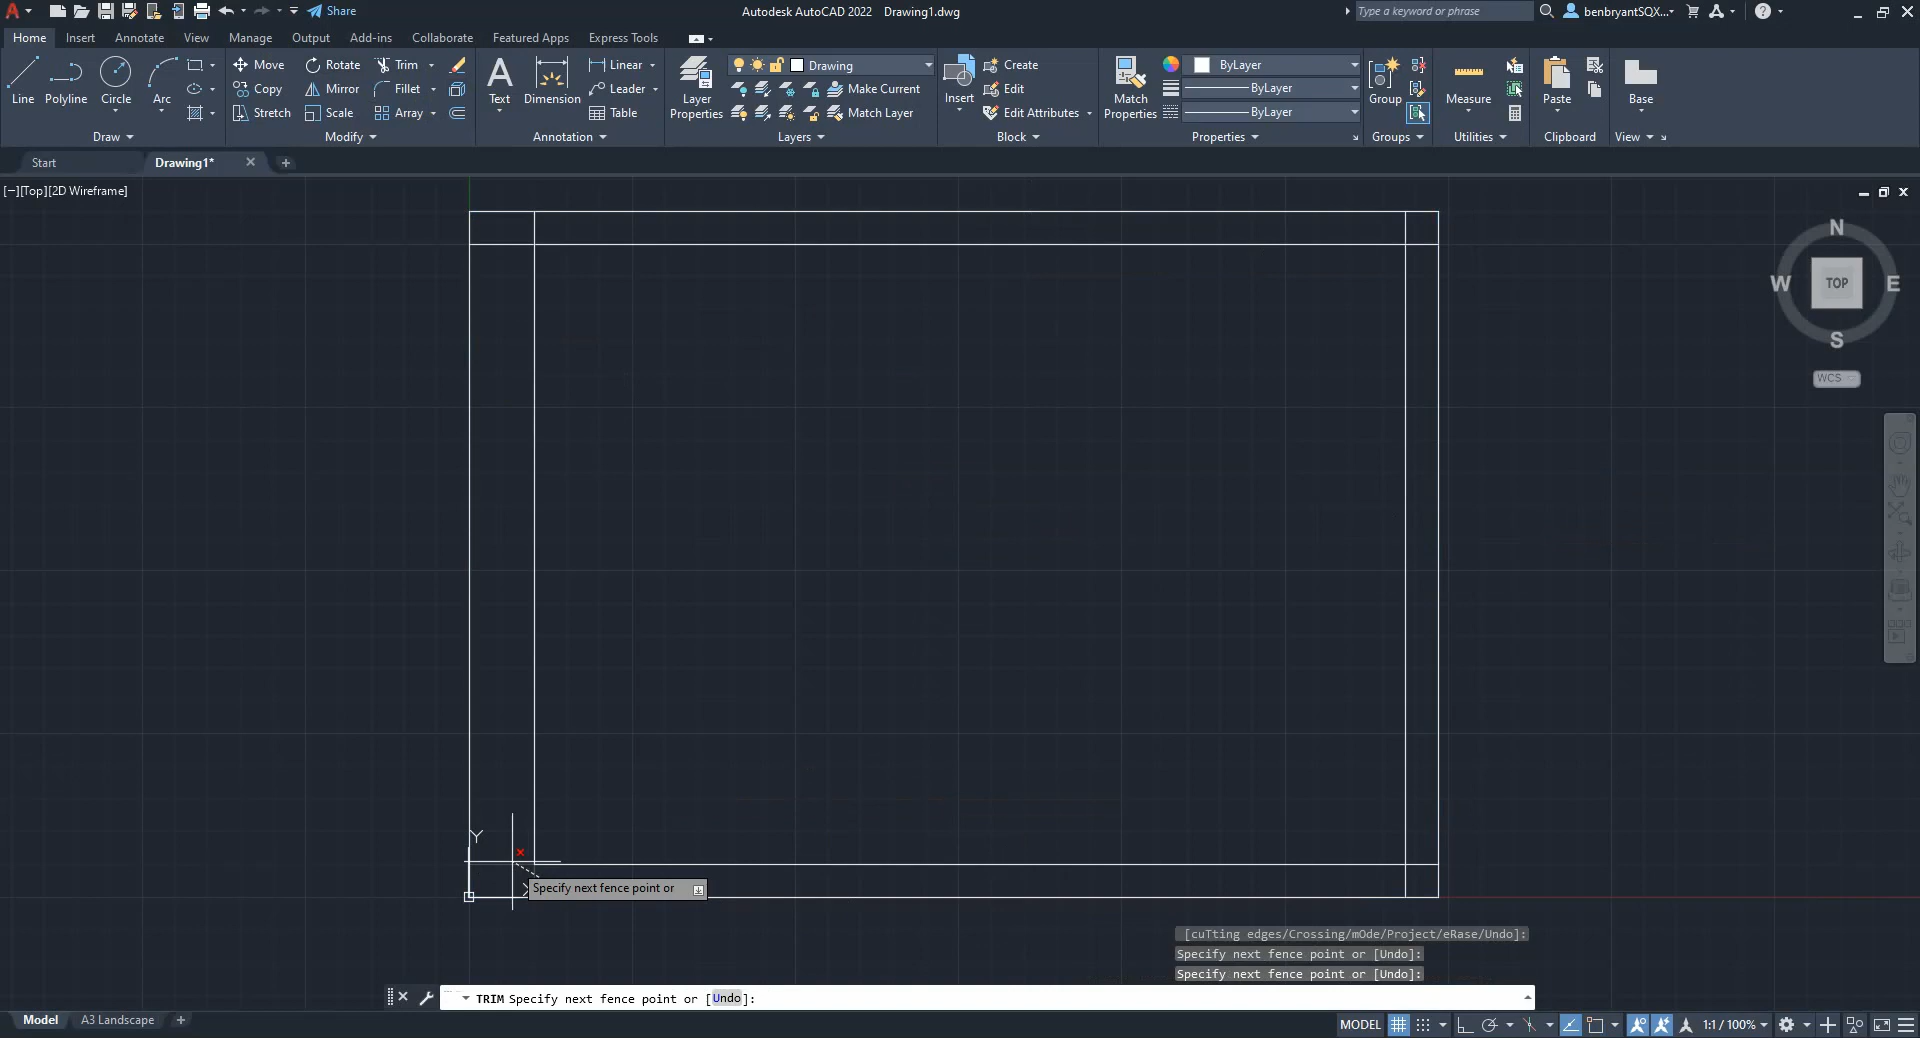 Share
Autodesk AutoCAD 2022 Drawing1.dwg
Type a keyword or phrase
benbryantSQX...
Home Insert Annotate View Manage Output Add-ins Collaborate Featured Apps Express Tools
Line Polyline Circle Arc
Draw
Move Rotate Trim
Copy Mirror Fillet
Stretch Scale Array
Modify
Text Dimension
Linear
Leader
Table
Annotation
Layer Properties
Drawing
Make Current
Match Layer
Layers
Insert
Create
Edit
Edit Attributes
Block
Match Properties
ByLayer
ByLayer
ByLayer
Properties
Group
Groups
Measure
Utilities
Paste
Clipboard
Base
View
Start Drawing1*
[−][Top][2D Wireframe]
N
W TOP E
S
WCS
Y
X
Specify next fence point or
[cuTting edges/Crossing/mOde/Project/eRase/Undo]:
Specify next fence point or [Undo]:
Specify next fence point or [Undo]:
TRIM Specify next fence point or [Undo]:
Model A3 Landscape
MODEL 1:1 / 100%